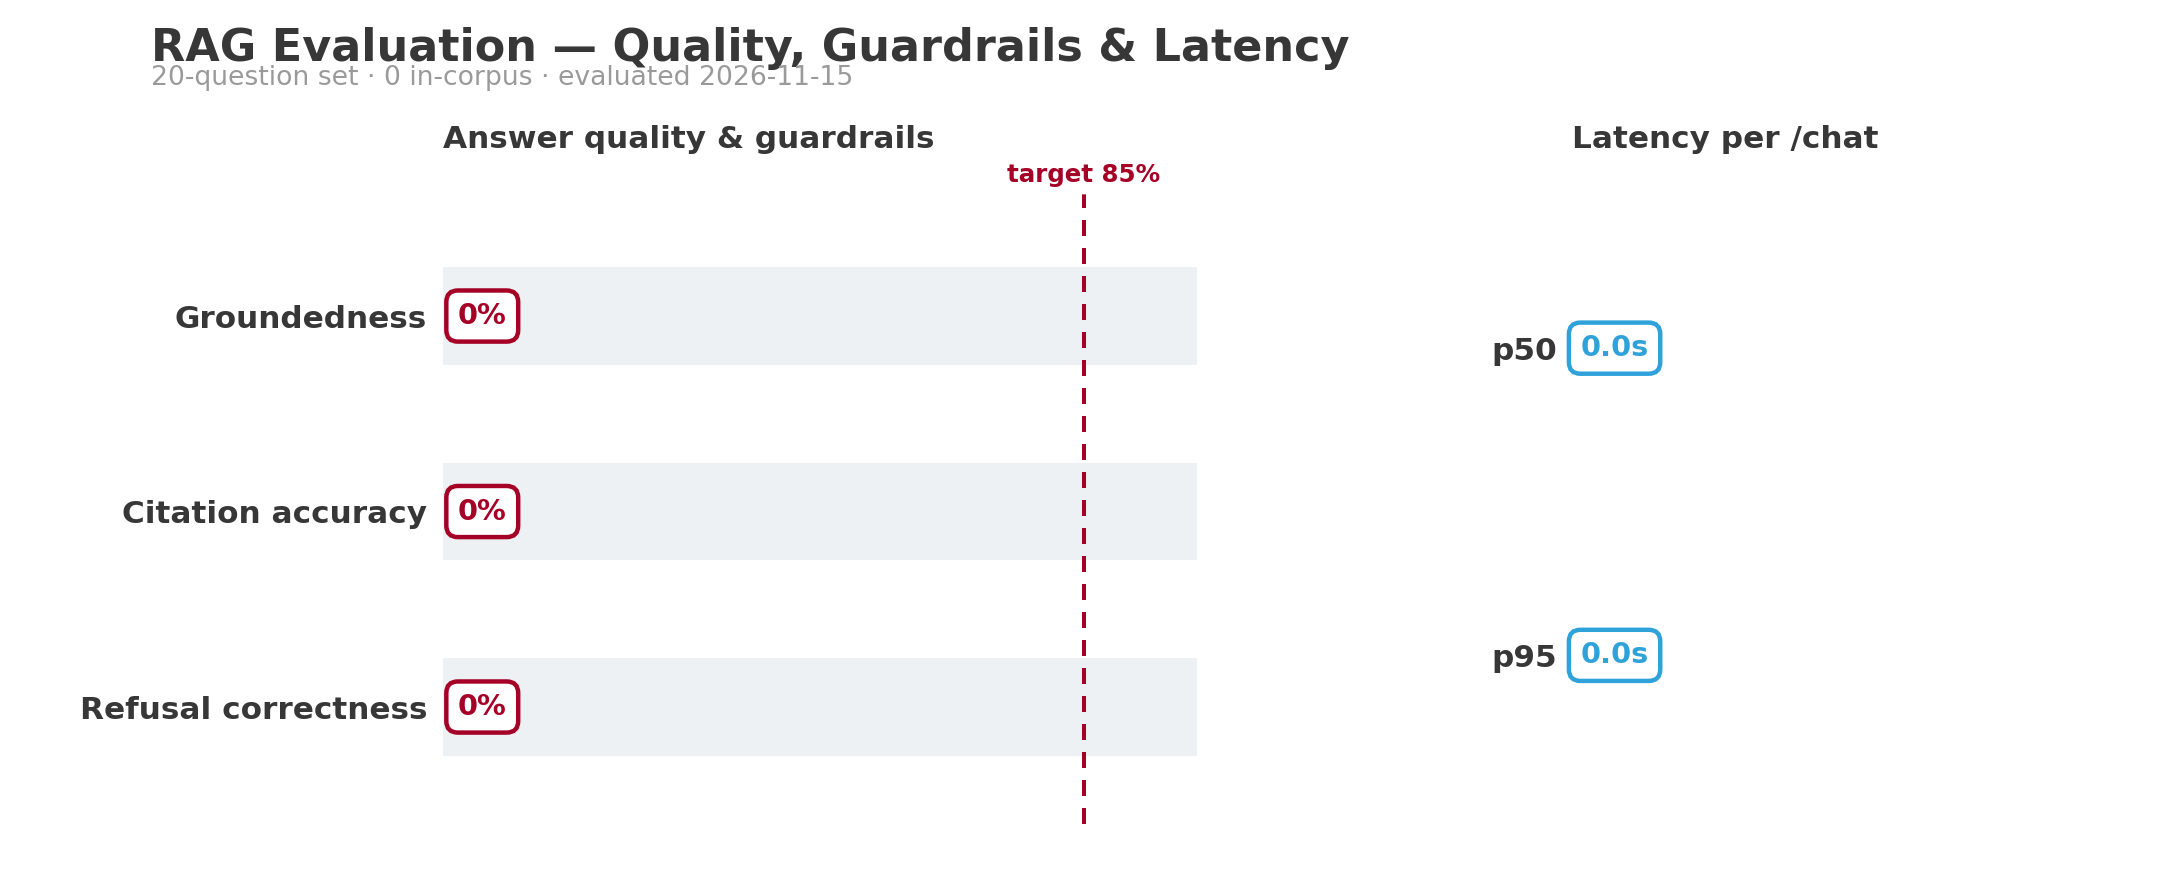 RAG Evaluation — Quality, Guardrails & Latency
20-question set · 0 in-corpus · evaluated 2026-11-15
Answer quality & guardrails
target 85%
Groundedness 0%
Citation accuracy 0%
Refusal correctness 0%
Latency per /chat
p50 0.0s
p95 0.0s